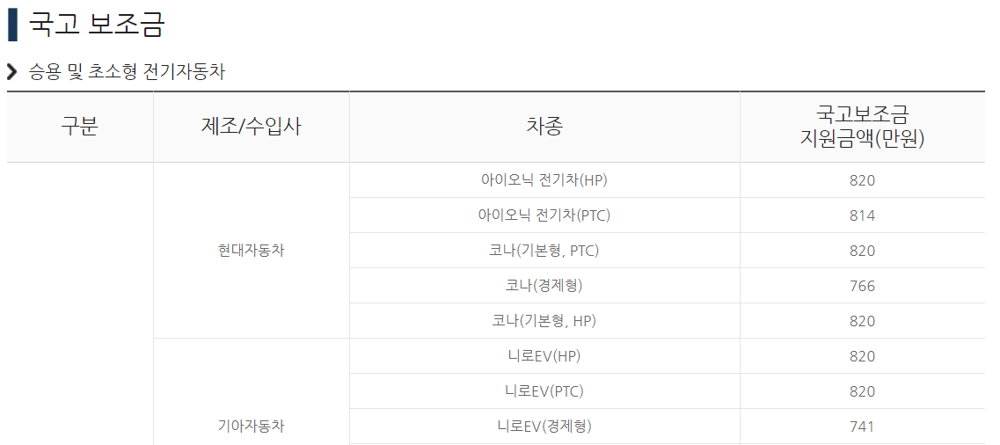 국고 보조금
승용 및 초소형 전기자동차
구분 제조/수입사 차종 국고보조금
지원금액(만원)
현대자동차
아이오닉 전기차(HP) 820
아이오닉 전기차(PTC) 814
코나(기본형, PTC) 820
코나(경제형) 766
코나(기본형, HP) 820
기아자동차
니로EV(HP) 820
니로EV(PTC) 820
니로EV(경제형) 741